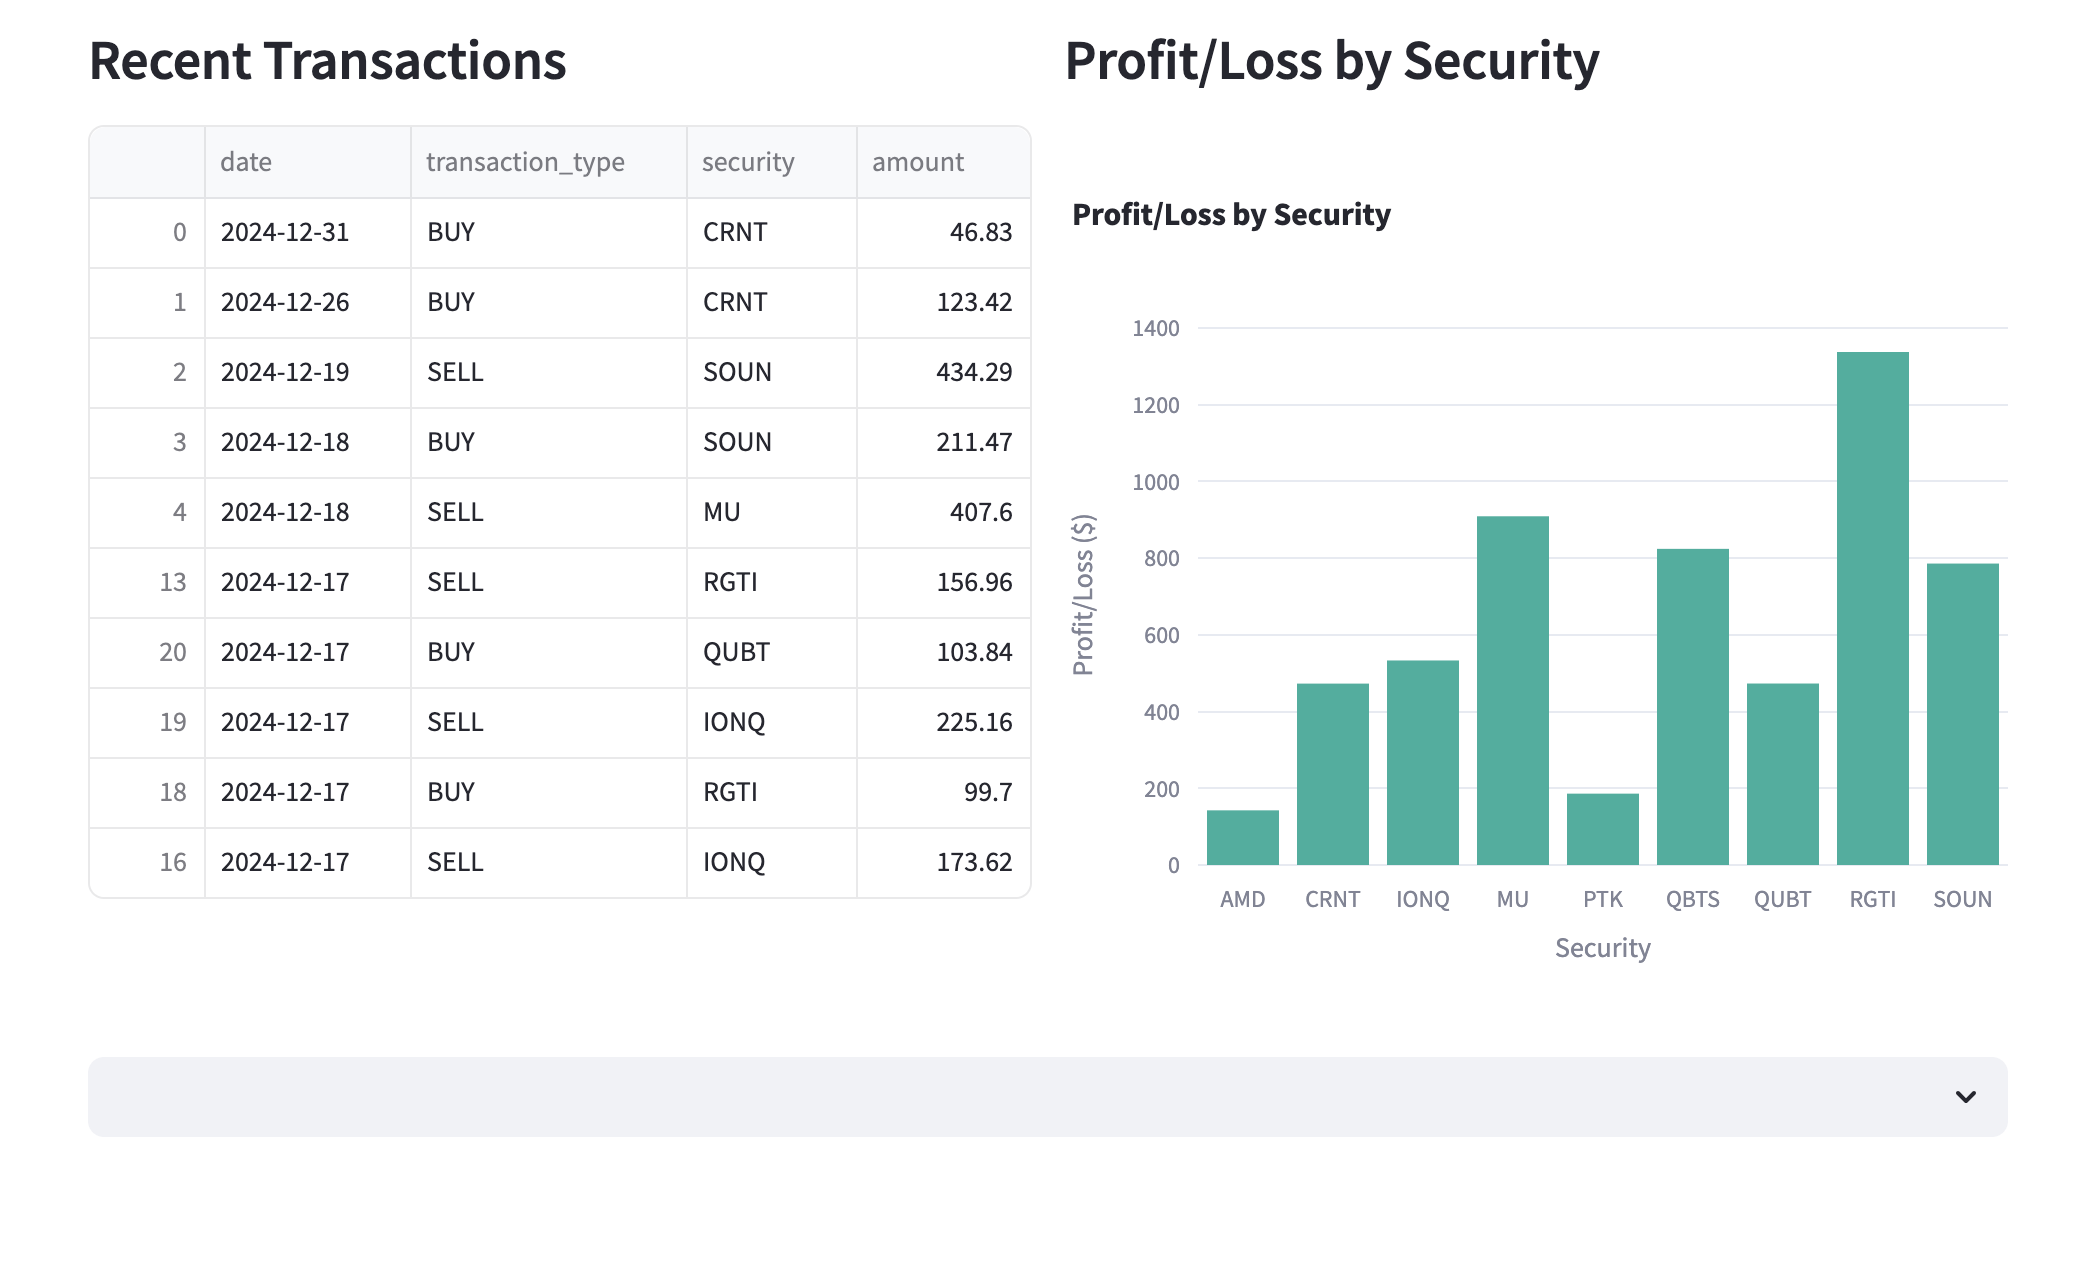 Recent Transactions
date transaction_type security amount
0 2024-12-31 BUY CRNT 46.83
1 2024-12-26 BUY CRNT 123.42
2 2024-12-19 SELL SOUN 434.29
3 2024-12-18 BUY SOUN 211.47
4 2024-12-18 SELL MU 407.6
13 2024-12-17 SELL RGTI 156.96
20 2024-12-17 BUY QUBT 103.84
19 2024-12-17 SELL IONQ 225.16
18 2024-12-17 BUY RGTI 99.7
16 2024-12-17 SELL IONQ 173.62
Profit/Loss by Security
Profit/Loss by Security
Profit/Loss ($)
1400
1200
1000
800
600
400
200
0
AMD CRNT IONQ MU PTK QBTS QUBT RGTI SOUN
Security